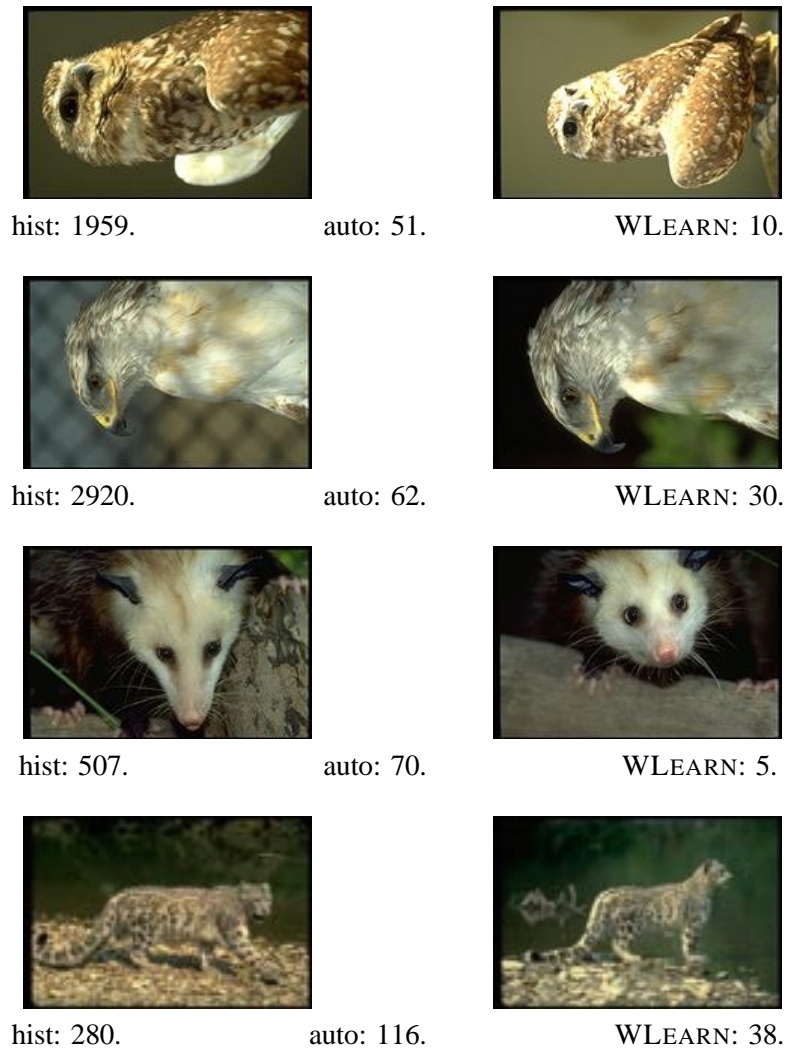 hist: 1959. auto: 51. WLEARN: 10.
hist: 2920. auto: 62. WLEARN: 30.
hist: 507. auto: 70. WLEARN: 5.
hist: 280. auto: 116. WLEARN: 38.